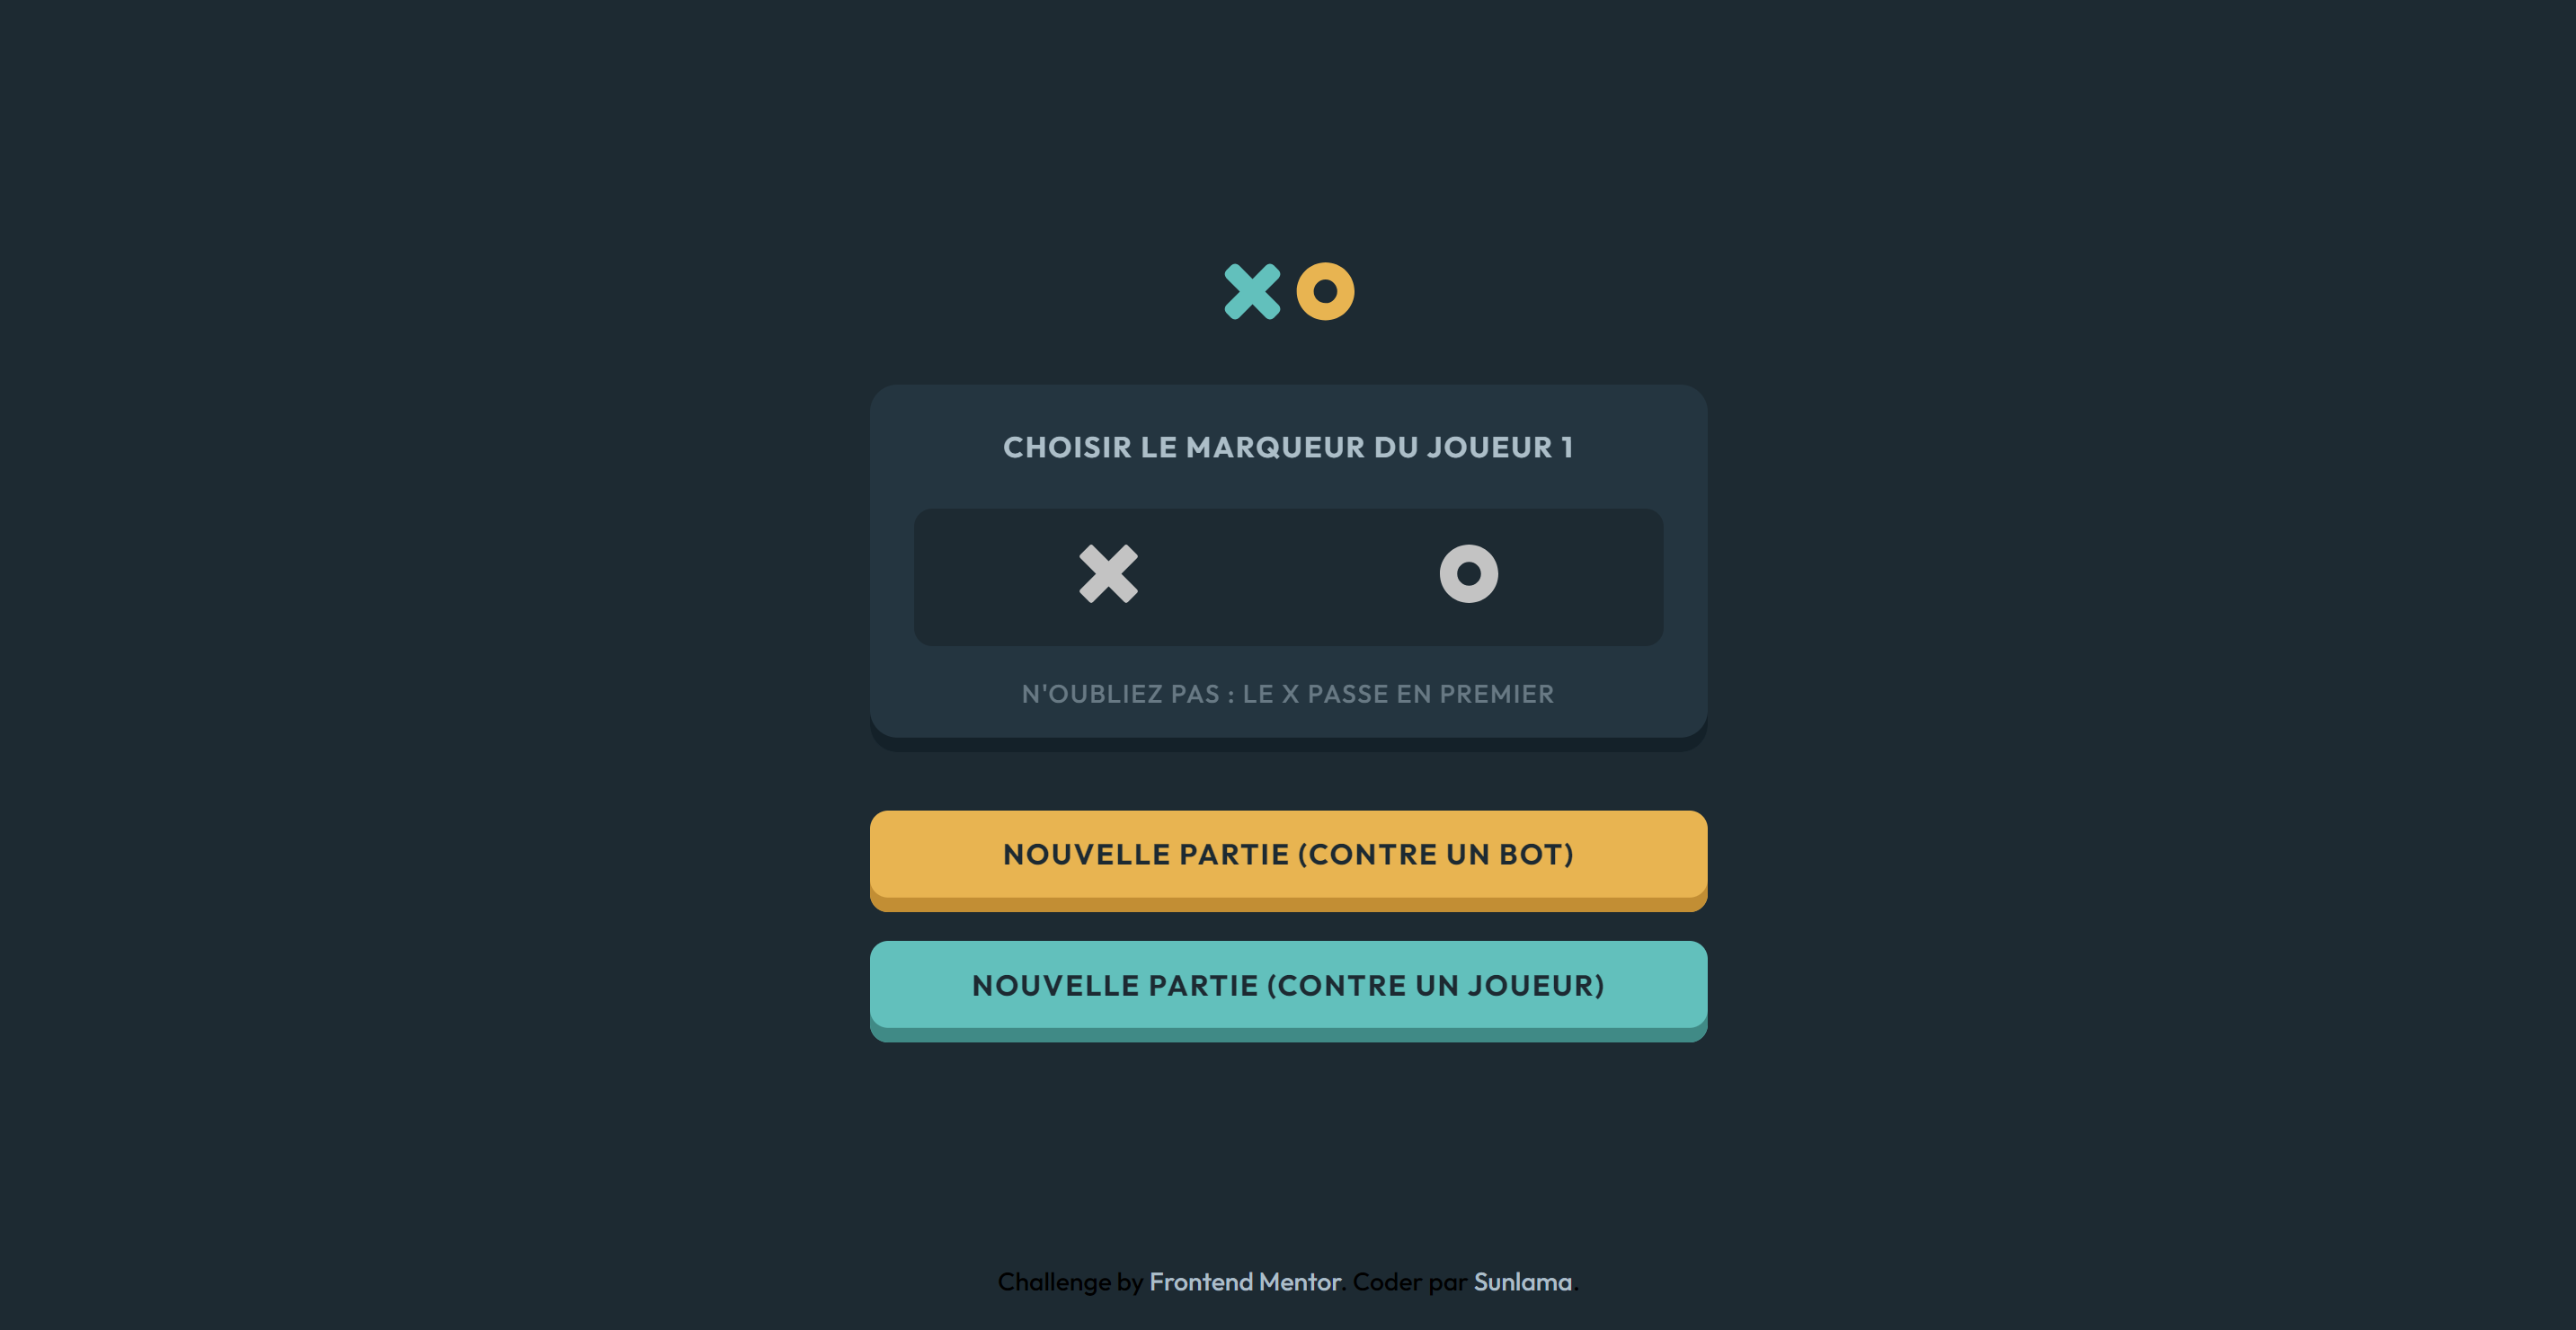 CHOISIR LE MARQUEUR DU JOUEUR 1
N'OUBLIEZ PAS : LE X PASSE EN PREMIER
NOUVELLE PARTIE (CONTRE UN BOT)
NOUVELLE PARTIE (CONTRE UN JOUEUR)
Challenge by Frontend Mentor. Coder par Sunlama.